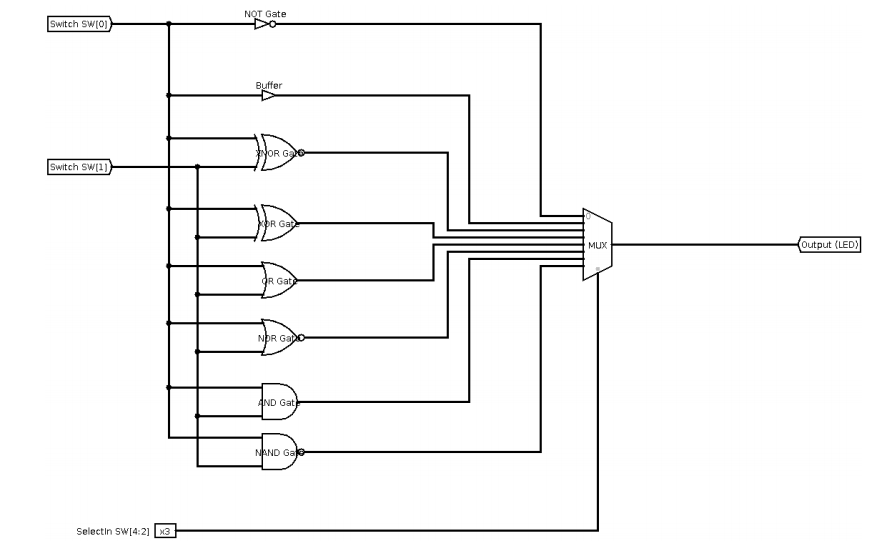 NOT Gate
Switch SW[0]
Buffer
XNOR Gate
Switch SW[1]
XOR Gate
0
MUX
Output (LED)
OR Gate
NOR Gate
AND Gate
NAND Gate
SelectIn SW[4:2] x3